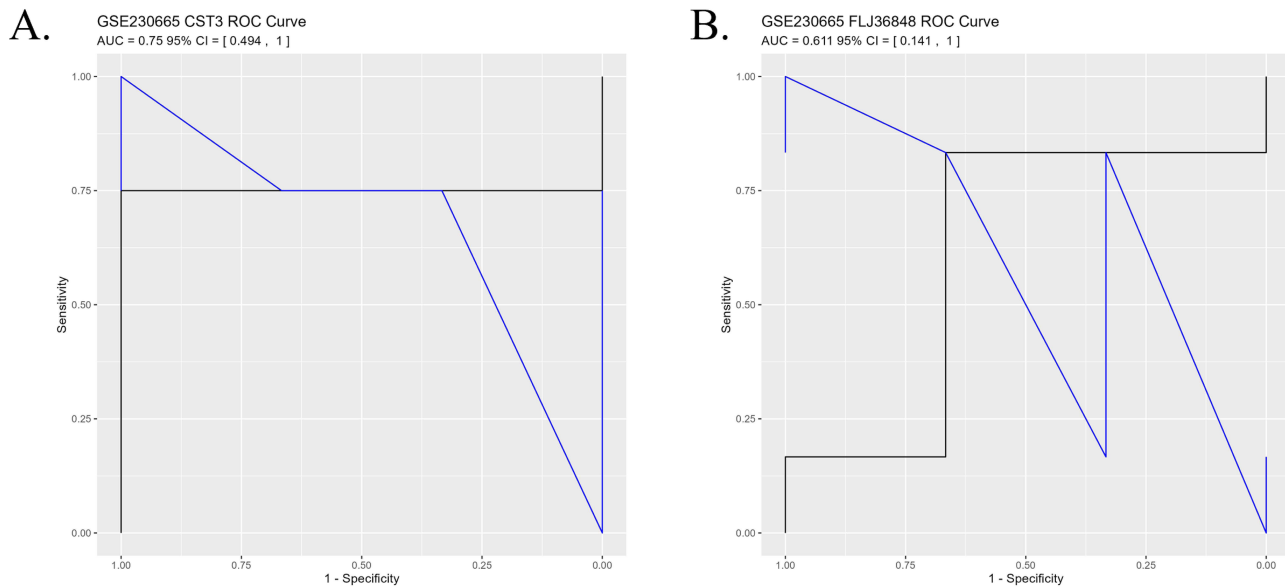 A.
GSE230665 CST3 ROC Curve
AUC = 0.75 95% CI = [ 0.494 , 1 ]
1.00
0.75
0.50
0.25
0.00
Sensitivity
1.00
0.75
0.50
0.25
0.00
1 - Specificity
B.
GSE230665 FLJ36848 ROC Curve
AUC = 0.611 95% CI = [ 0.141 , 1 ]
1.00
0.75
0.50
0.25
0.00
Sensitivity
1.00
0.75
0.50
0.25
0.00
1 - Specificity